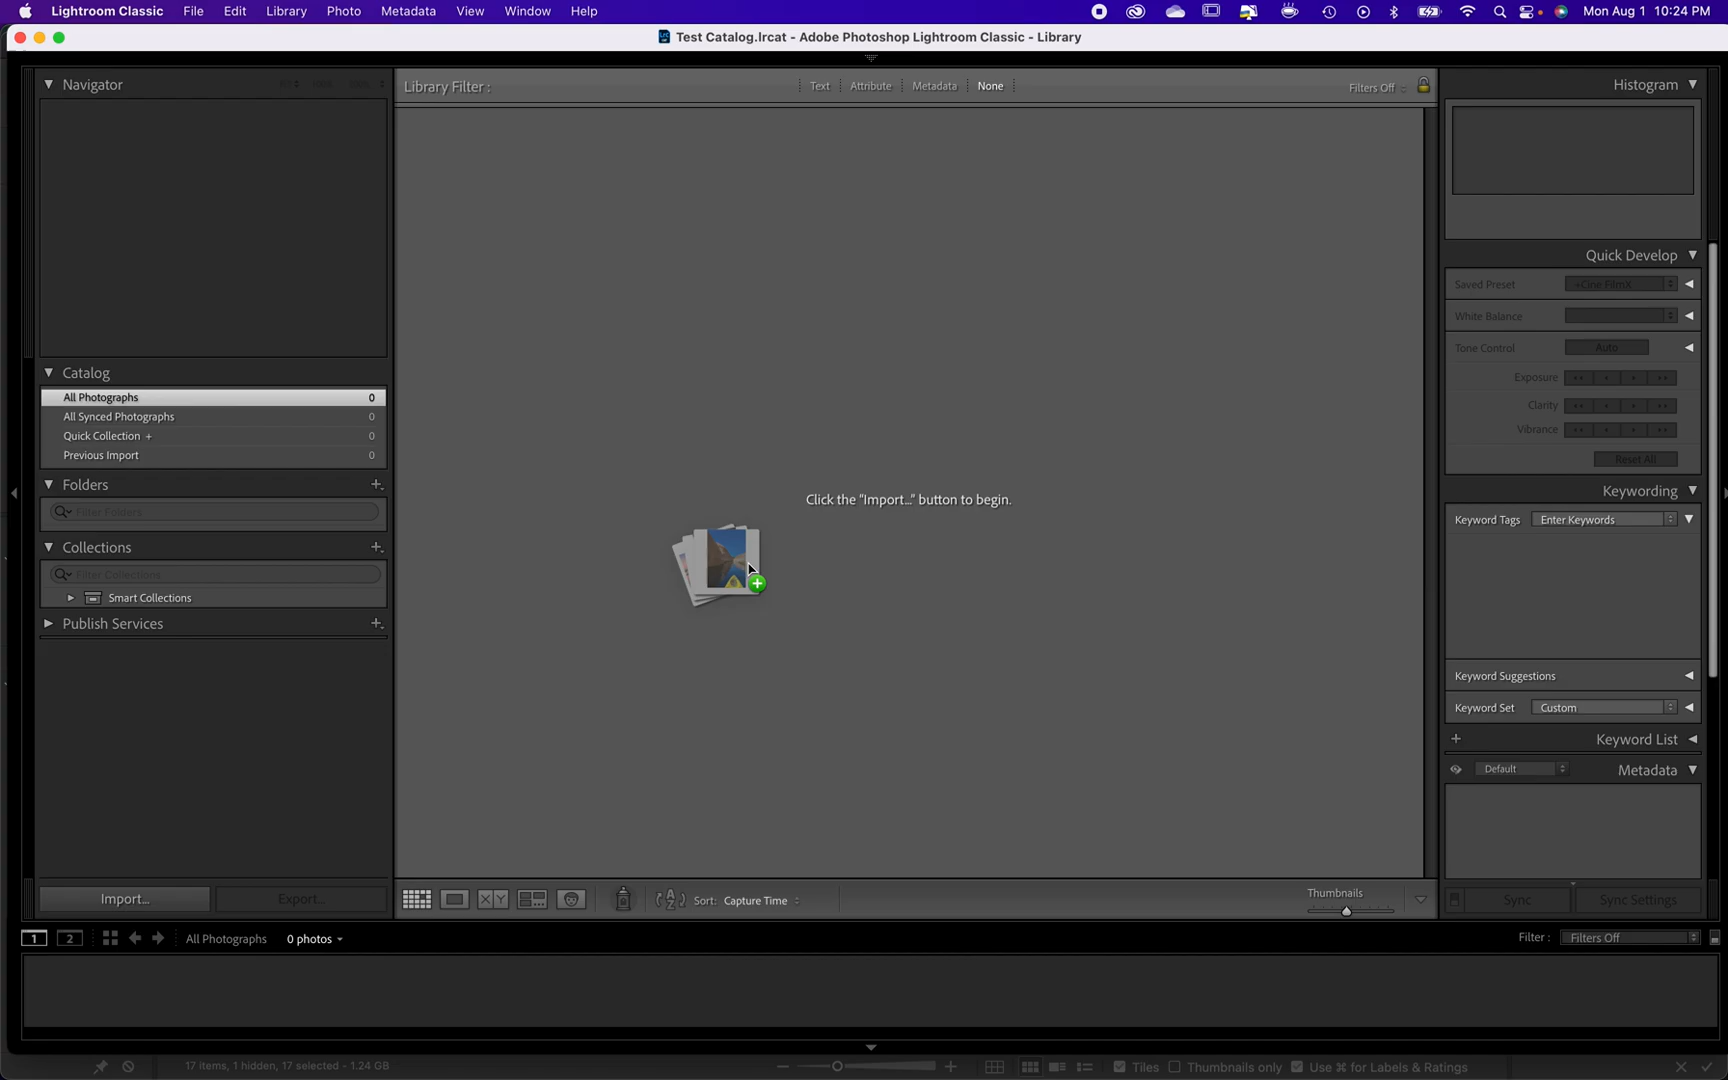 Lightroom Classic File Edit Library Photo Metadata View Window Help Mon Aug 1 10:24 PM
Test Catalog.lrcat - Adobe Photoshop Lightroom Classic - Library
Navigator
100%
Library Filter :
Text Attribute Metadata None
Filters Off
Histogram
Quick Develop
Saved Preset +Cine FilmX
White Balance
Tone Control Auto
Exposure
Clarity
Vibrance
Reset All
Catalog
All Photographs 0
All Synced Photographs 0
Quick Collection + 0
Previous Import 0
Folders +
Filter Folders
Collections +
Filter Collections
Smart Collections
Publish Services +
Click the "Import..." button to begin.
Keywording
Keyword Tags Enter Keywords
Keyword Suggestions
Keyword Set Custom
+ Keyword List
Default Metadata
Import... Export...
XY
AZ Sort: Capture Time
Thumbnails
Sync Sync Settings
1 2 All Photographs 0 photos
Filter : Filters Off
17 items, 1 hidden, 17 selected - 1.24 GB
Tiles Thumbnails only Use ⌘ for Labels & Ratings